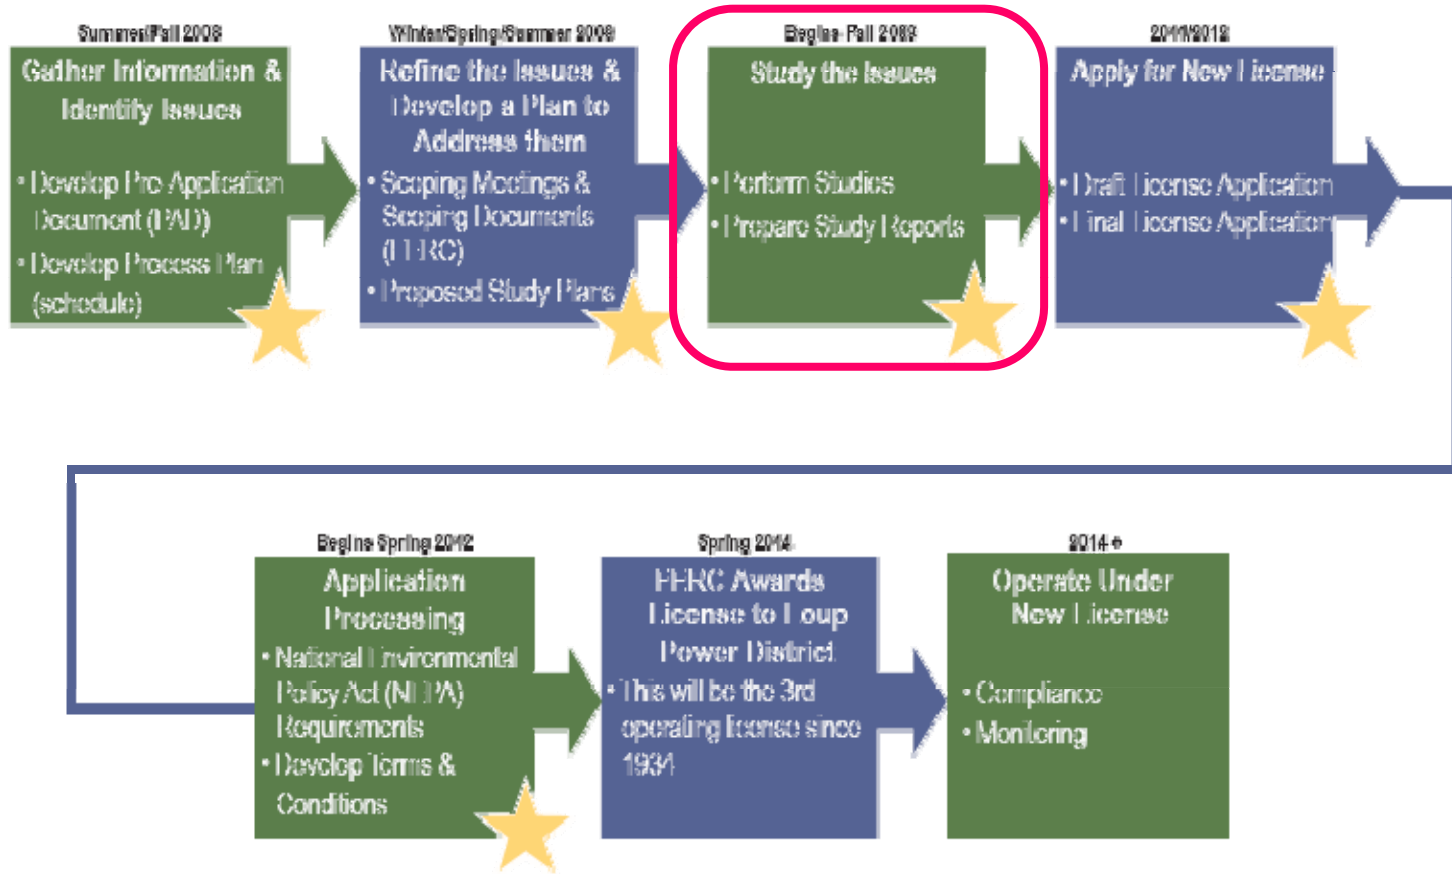 Summer/Fall 2008
Gather Information &
Identify Issues
• Develop Pre-Application
Document (PAD)
• Develop Process Plan
(schedule)
Winter/Spring/Summer 2009
Refine the Issues &
Develop a Plan to
Address them
• Scoping Meetings &
Scoping Documents
(FERC)
• Proposed Study Plans
Begins Fall 2009
Study the Issues
• Perform Studies
• Prepare Study Reports
2011/2012
Apply for New License
• Draft License Application
• Final License Application
Begins Spring 2012
Application
Processing
• National Environmental
Policy Act (NEPA)
Requirements
• Develop Terms &
Conditions
Spring 2014
FERC Awards
License to Loup
Power District
• This will be the 3rd
operating license since
1934
2014 +
Operate Under
New License
• Compliance
• Monitoring